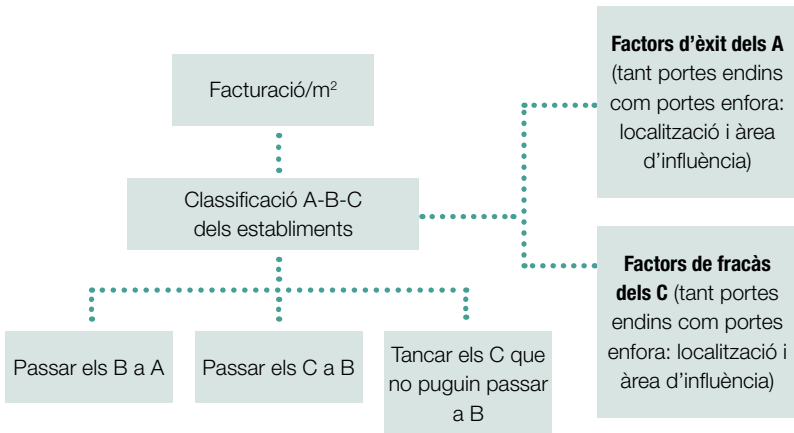 Facturació/m²
Classificació A-B-C
dels establiments
Passar els B a A
Passar els C a B
Tancar els C que
no puguin passar
a B
Factors d’èxit dels A
(tant portes endins
com portes enfora:
localització i àrea
d’influència)
Factors de fracàs
dels C (tant portes
endins com portes
enfora: localització i
àrea d’influència)